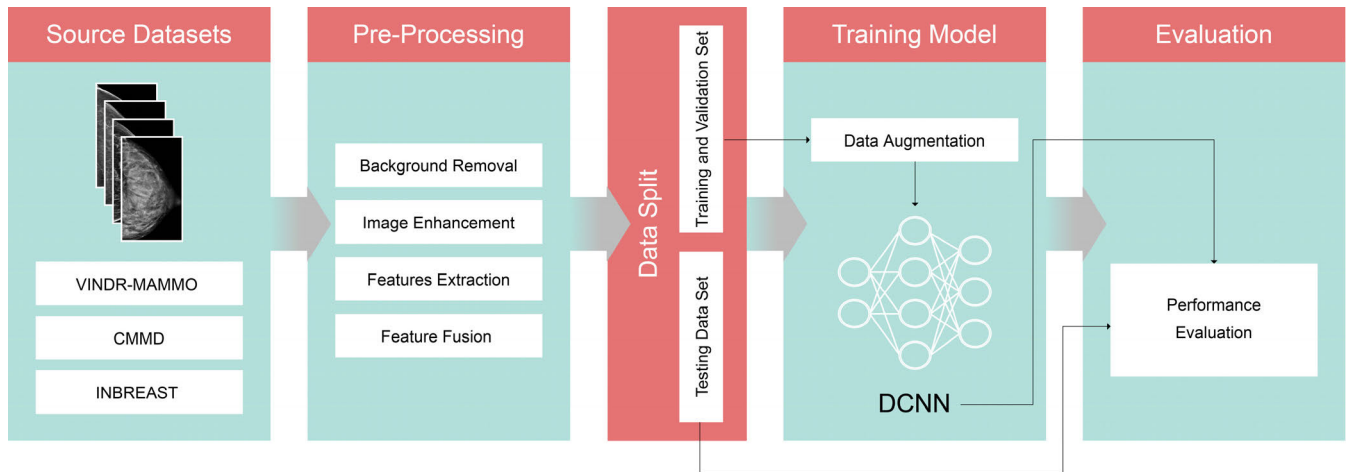 Source Datasets
VINDR-MAMMO
CMMD
INBREAST
Pre-Processing
Background Removal
Image Enhancement
Features Extraction
Feature Fusion
Data Split
Training and Validation Set
Testing Data Set
Training Model
Data Augmentation
DCNN
Evaluation
Performance
Evaluation